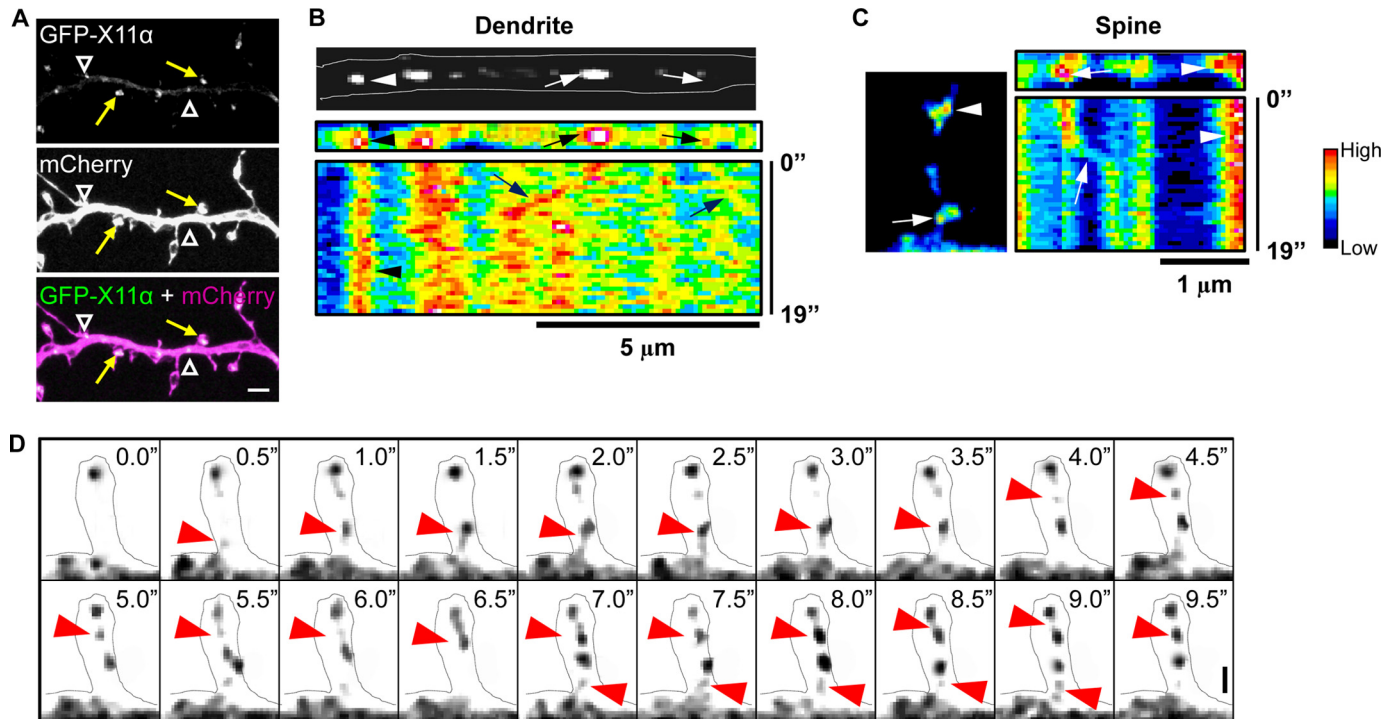 A
GFP-X11α
mCherry
GFP-X11α + mCherry
B
Dendrite
0’’
19’’
5 μm
C
Spine
0’’
19’’
1 μm
High
Low
D
0.0” 0.5” 1.0” 1.5” 2.0” 2.5” 3.0” 3.5” 4.0” 4.5”
5.0” 5.5” 6.0” 6.5” 7.0” 7.5” 8.0” 8.5” 9.0” 9.5”